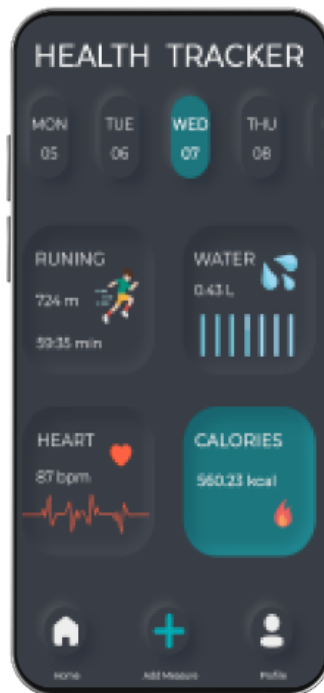 HEALTH TRACKER
MON TUE WED THU
05 06 07 08
RUNING
724 m
59:35 min
WATER
0.43 L
HEART
87 bpm
CALORIES
560.23 kcal
Home Add Measure Profile